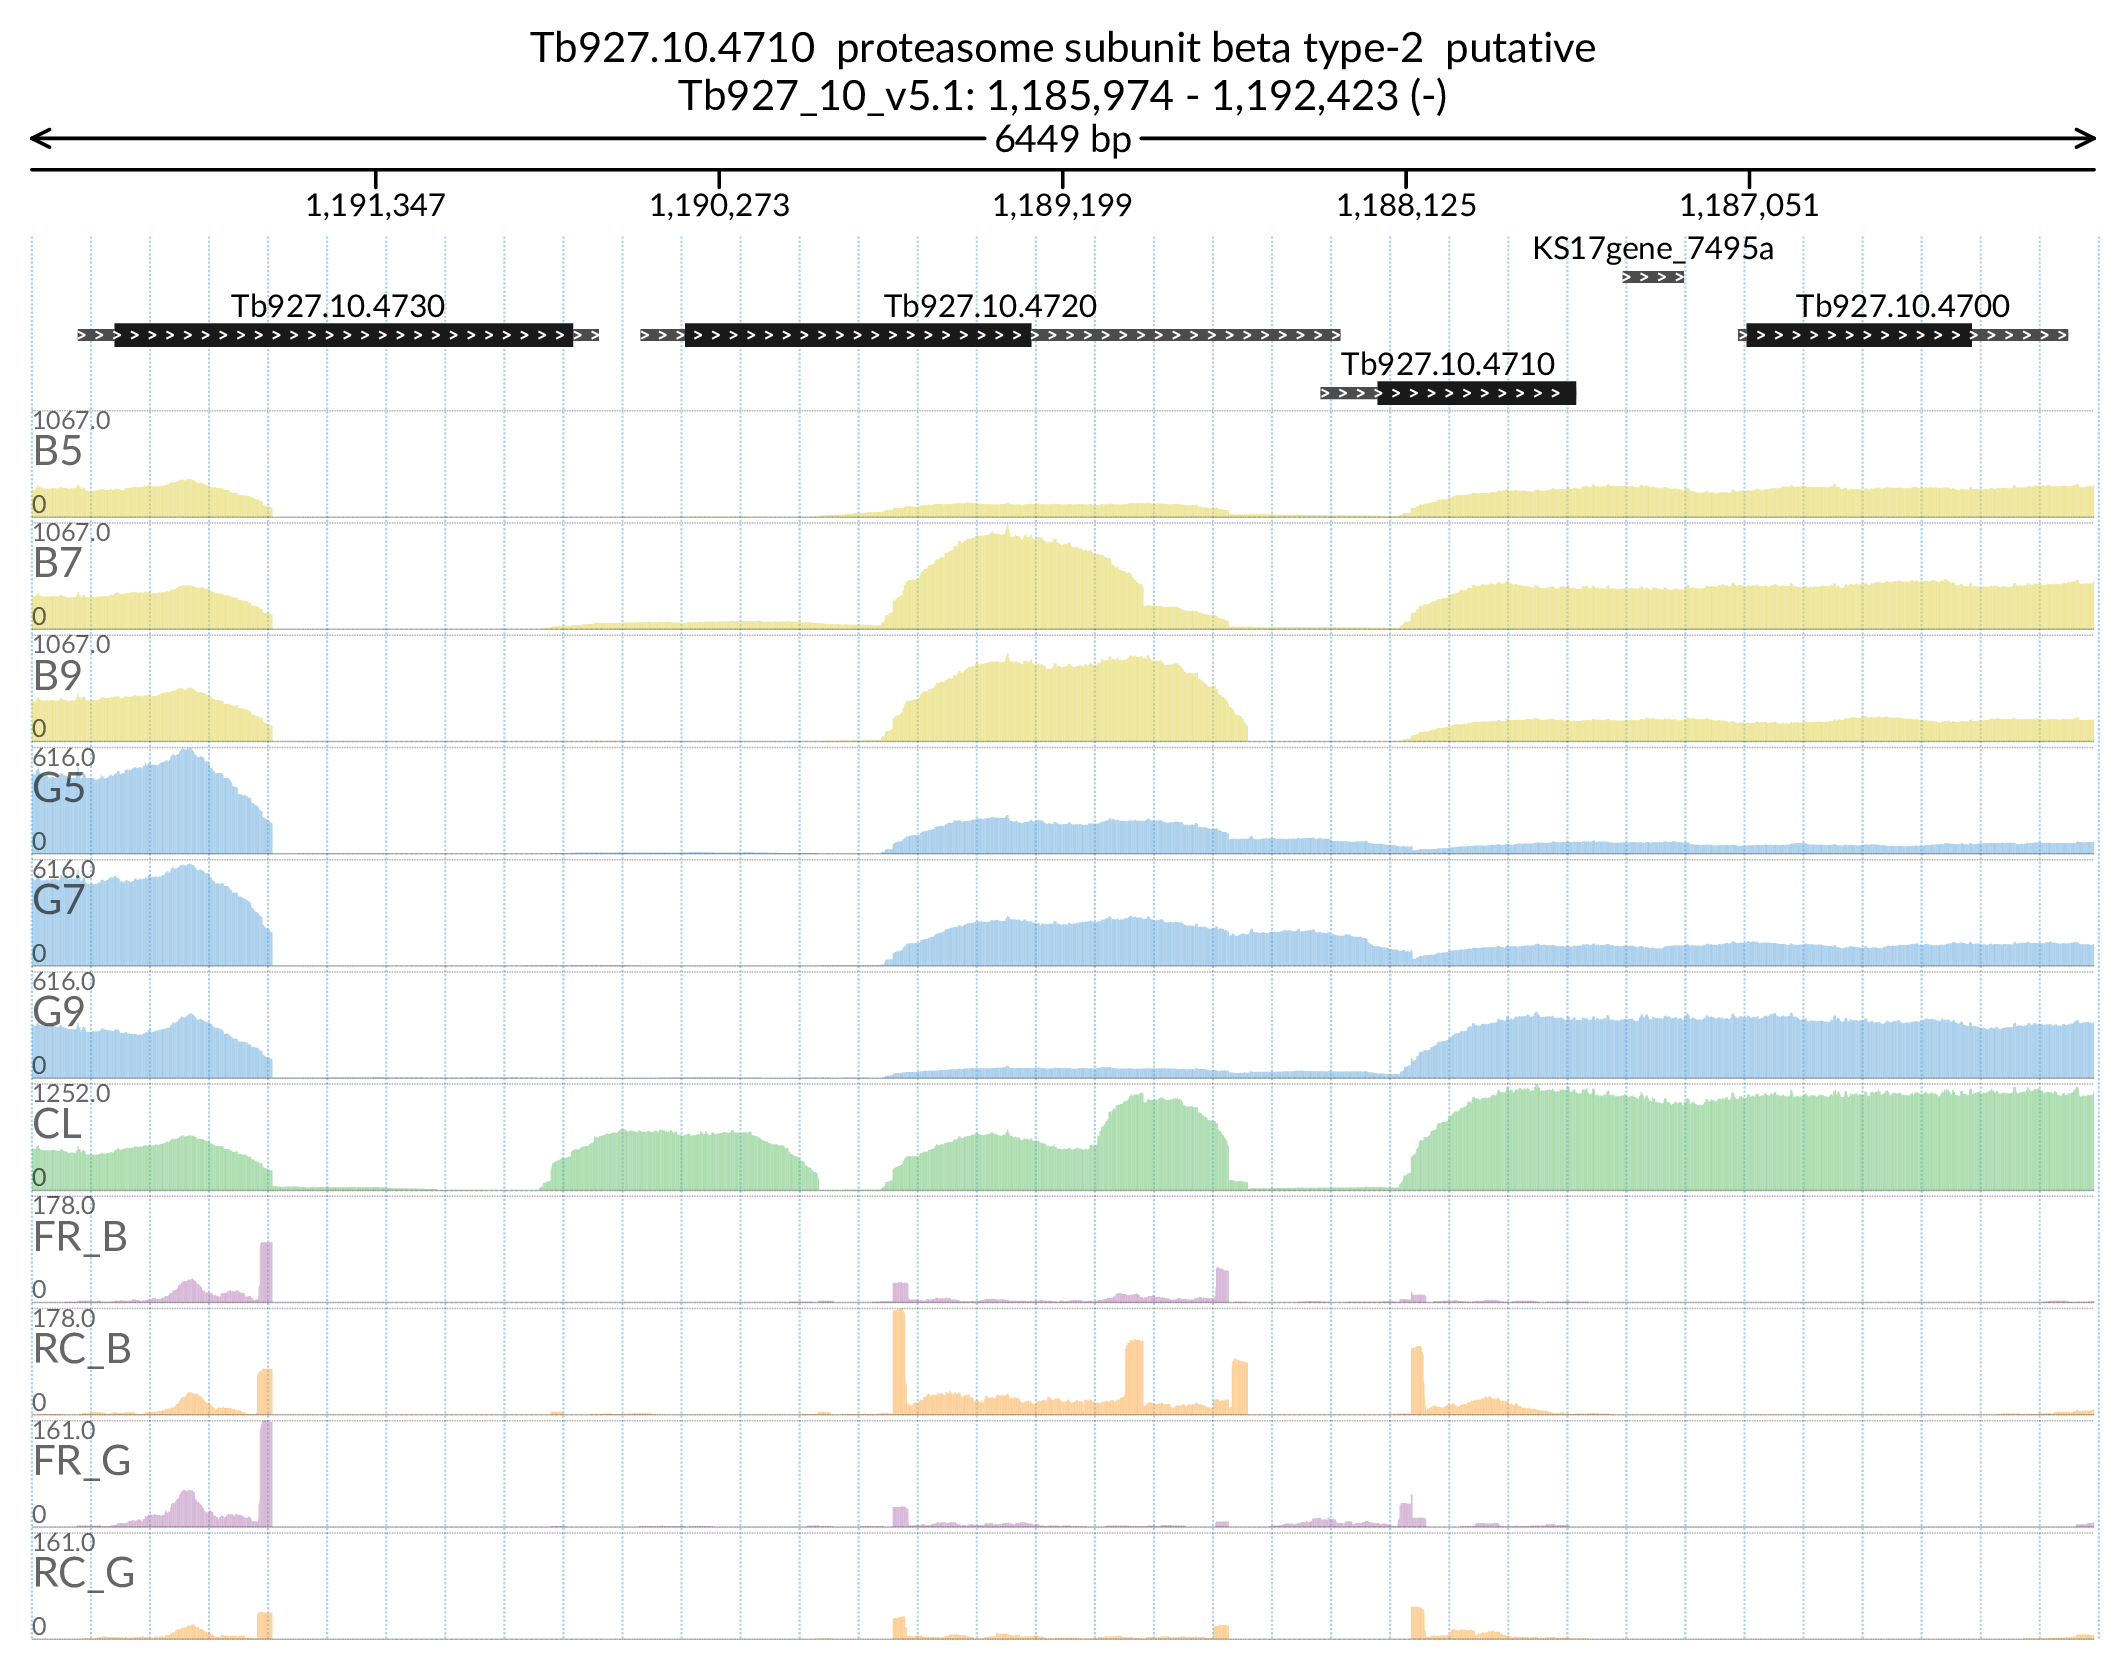 Tb927.10.4710  proteasome subunit beta type-2  putative
Tb927_10_v5.1: 1,185,974 - 1,192,423 (-)
6449 bp
1,191,347 1,190,273 1,189,199 1,188,125 1,187,051
KS17gene_7495a
Tb927.10.4730 Tb927.10.4720 Tb927.10.4700
Tb927.10.4710
1067.0
B5
0
1067.0
B7
0
1067.0
B9
0
616.0
G5
0
616.0
G7
0
616.0
G9
0
1252.0
CL
0
178.0
FR_B
0
178.0
RC_B
0
161.0
FR_G
0
161.0
RC_G
0